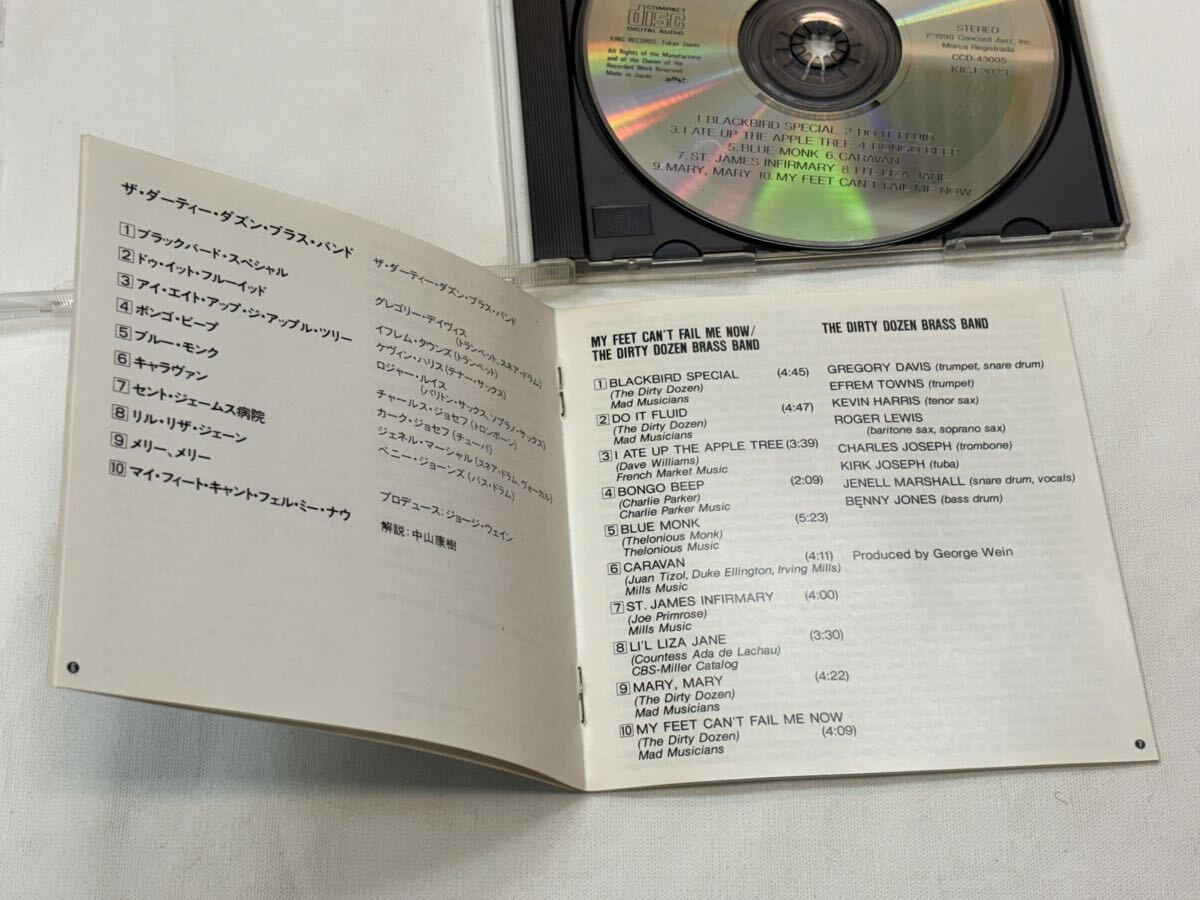 COMPACT
disc
DIGITAL AUDIO
KING RECORDS, Tokyo Japan
All Rights of the Manufacturer
and of the Owner of the
Recorded Work Reserved
Made in Japan
STEREO
Ⓟ1990 Concord Jazz, Inc.
Marca Registrada
CCD-43005
KICJ 2023
1 BLACKBIRD SPECIAL 2. DO IT FLUID
3. I ATE UP THE APPLE TREE 4. BONGO BEEP
5. BLUE MONK 6. CARAVAN
7. ST. JAMES INFIRMARY 8. LI'L LIZA JANE
9. MARY, MARY 10. MY FEET CAN'T FAIL ME NOW
ザ・ダーティー・ダズン・ブラス・バンド
1 ブラックバード・スペシャル
2 ドゥ・イット・フルーイッド
3 アイ・エイト・アップ・ジ・アップル・ツリー
4 ボンゴ・ビープ
5 ブルー・モンク
6 キャラヴァン
7 セント・ジェームス病院
8 リル・リザ・ジェーン
9 メリー、メリー
10 マイ・フィート・キャント・フェル・ミー・ナウ
ザ・ダーティー・ダズン・ブラス・バンド
グレゴリー・デイヴィス
(トランペット、スネア・ドラム)
イフレム・タウンズ(トランペット)
ケヴィン・ハリス(テナー・サックス)
ロジャー・ルイス
(バリトン・サックス、ソプラノ・サックス)
チャールス・ジョセフ(トロンボーン)
カーク・ジョセフ(チューバ)
ジェネル・マーシャル(スネア・ドラム、ヴォーカル)
ベニー・ジョーンズ(バス・ドラム)
プロデュース:ジョージ・ウェイン
解説:中山康樹
6
MY FEET CAN'T FAIL ME NOW/
THE DIRTY DOZEN BRASS BAND
1 BLACKBIRD SPECIAL (4:45)
(The Dirty Dozen)
Mad Musicians
2 DO IT FLUID (4:47)
(The Dirty Dozen)
Mad Musicians
3 I ATE UP THE APPLE TREE (3:39)
(Dave Williams)
French Market Music
4 BONGO BEEP (2:09)
(Charlie Parker)
Charlie Parker Music
5 BLUE MONK (5:23)
(Thelonious Monk)
Thelonious Music
6 CARAVAN (4:11)
(Juan Tizol, Duke Ellington, Irving Mills)
Mills Music
7 ST. JAMES INFIRMARY (4:00)
(Joe Primrose)
Mills Music
8 LI'L LIZA JANE (3:30)
(Countess Ada de Lachau)
CBS-Miller Catalog
9 MARY, MARY (4:22)
(The Dirty Dozen)
Mad Musicians
10 MY FEET CAN'T FAIL ME NOW
(The Dirty Dozen) (4:09)
Mad Musicians
THE DIRTY DOZEN BRASS BAND
GREGORY DAVIS (trumpet, snare drum)
EFREM TOWNS (trumpet)
KEVIN HARRIS (tenor sax)
ROGER LEWIS
(baritone sax, soprano sax)
CHARLES JOSEPH (trombone)
KIRK JOSEPH (tuba)
JENELL MARSHALL (snare drum, vocals)
BENNY JONES (bass drum)
Produced by George Wein
7